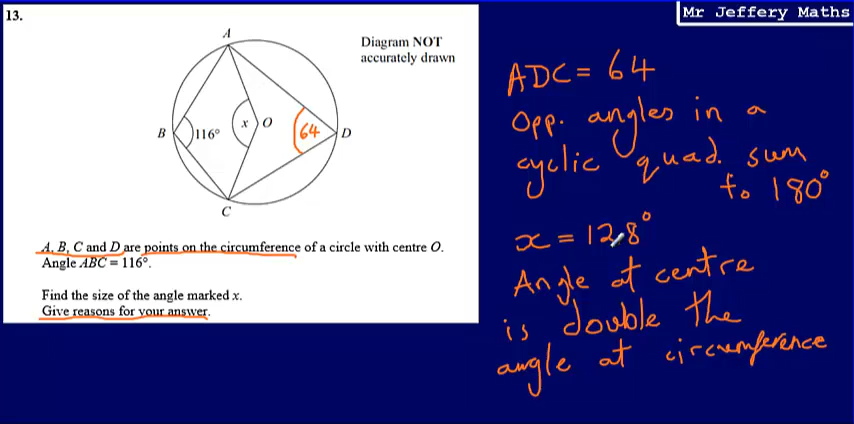 13.
Mr Jeffery Maths
A
Diagram NOT
accurately drawn
B
116°
x
O
64
D
C
A, B, C and D are points on the circumference of a circle with centre O.
Angle ABC = 116°.
Find the size of the angle marked x.
Give reasons for your answer.
ADC = 64
Opp. angles in a
cyclic quad. sum
to 180°
x = 128°
Angle at centre
is double the
angle at circumference